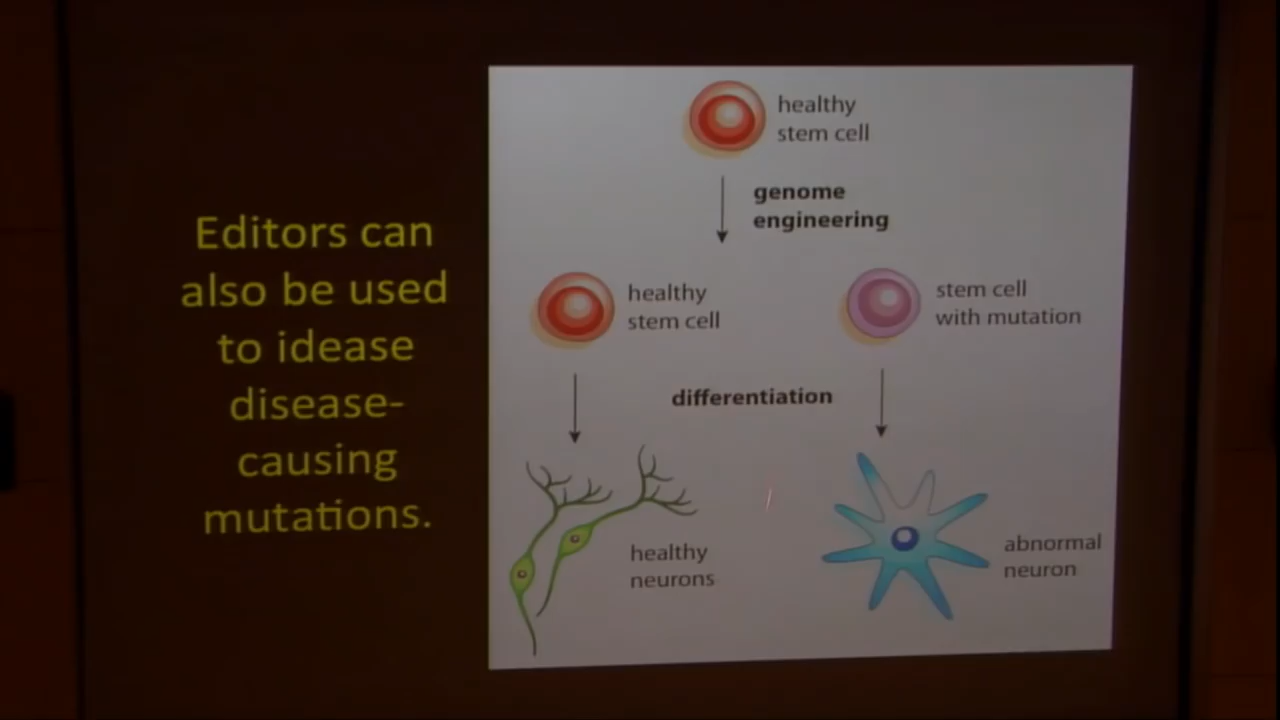 Editors can
also be used
to idease
disease-
causing
mutations.
healthy
stem cell
genome
engineering
healthy
stem cell
stem cell
with mutation
differentiation
healthy
neurons
abnormal
neuron